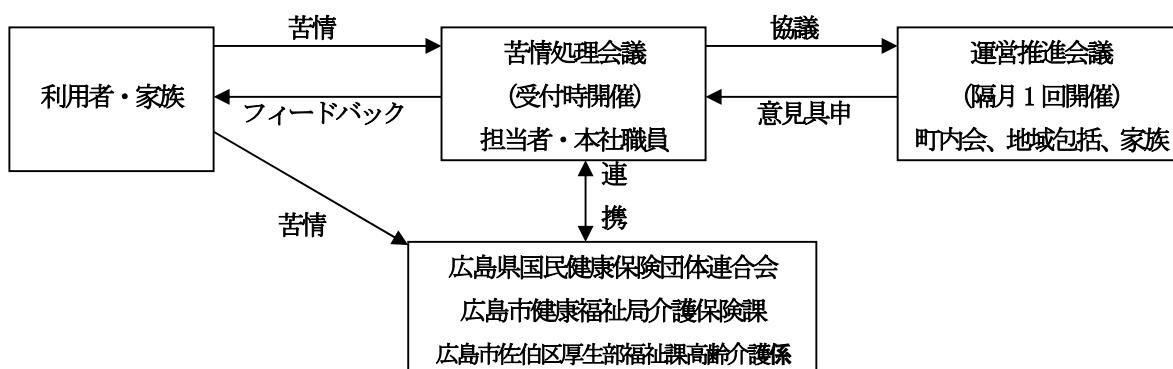 苦情
協議
利用者・家族
フィードバック
苦情処理会議
(受付時開催)
担当者・本社職員
意見具申
運営推進会議
(隔月１回開催)
町内会、地域包括、家族
連
携
苦情
広島県国民健康保険団体連合会
広島市健康福祉局介護保険課
広島市佐伯区厚生部福祉課高齢介護係